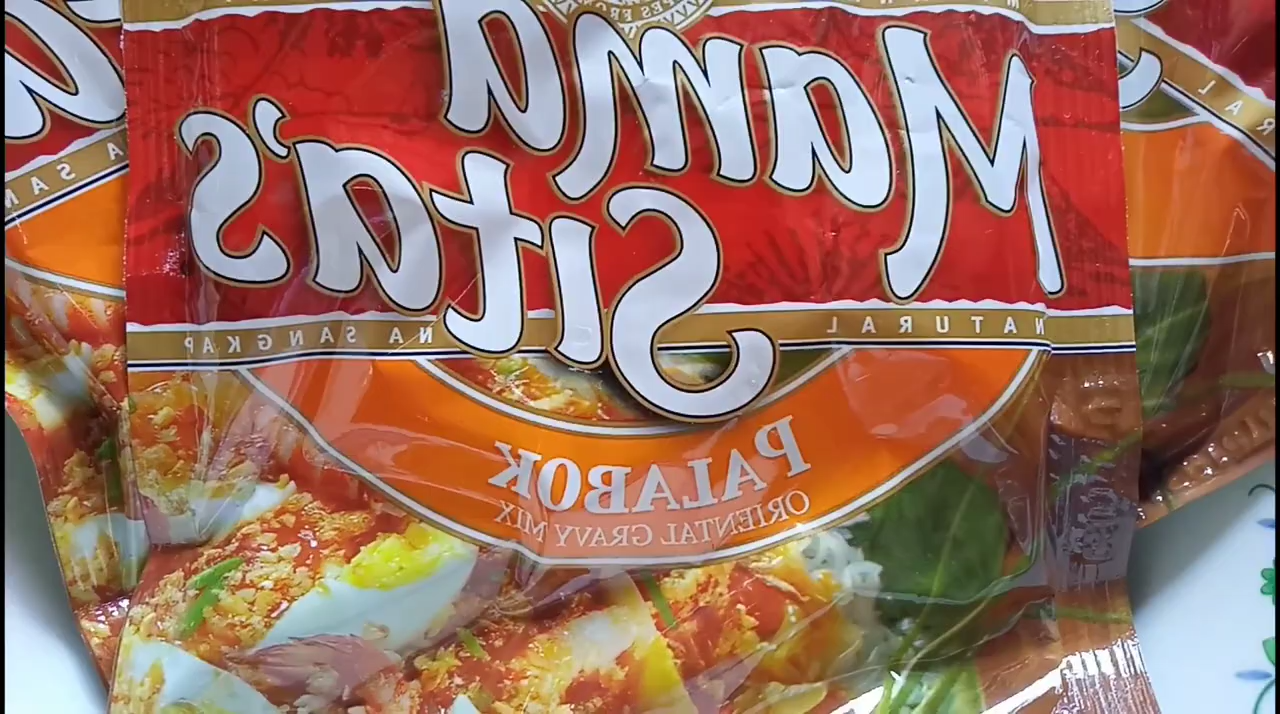 Mama
Sita's
NATURAL NA SANGKAP
PALABOK
ORIENTAL GRAVY MIX